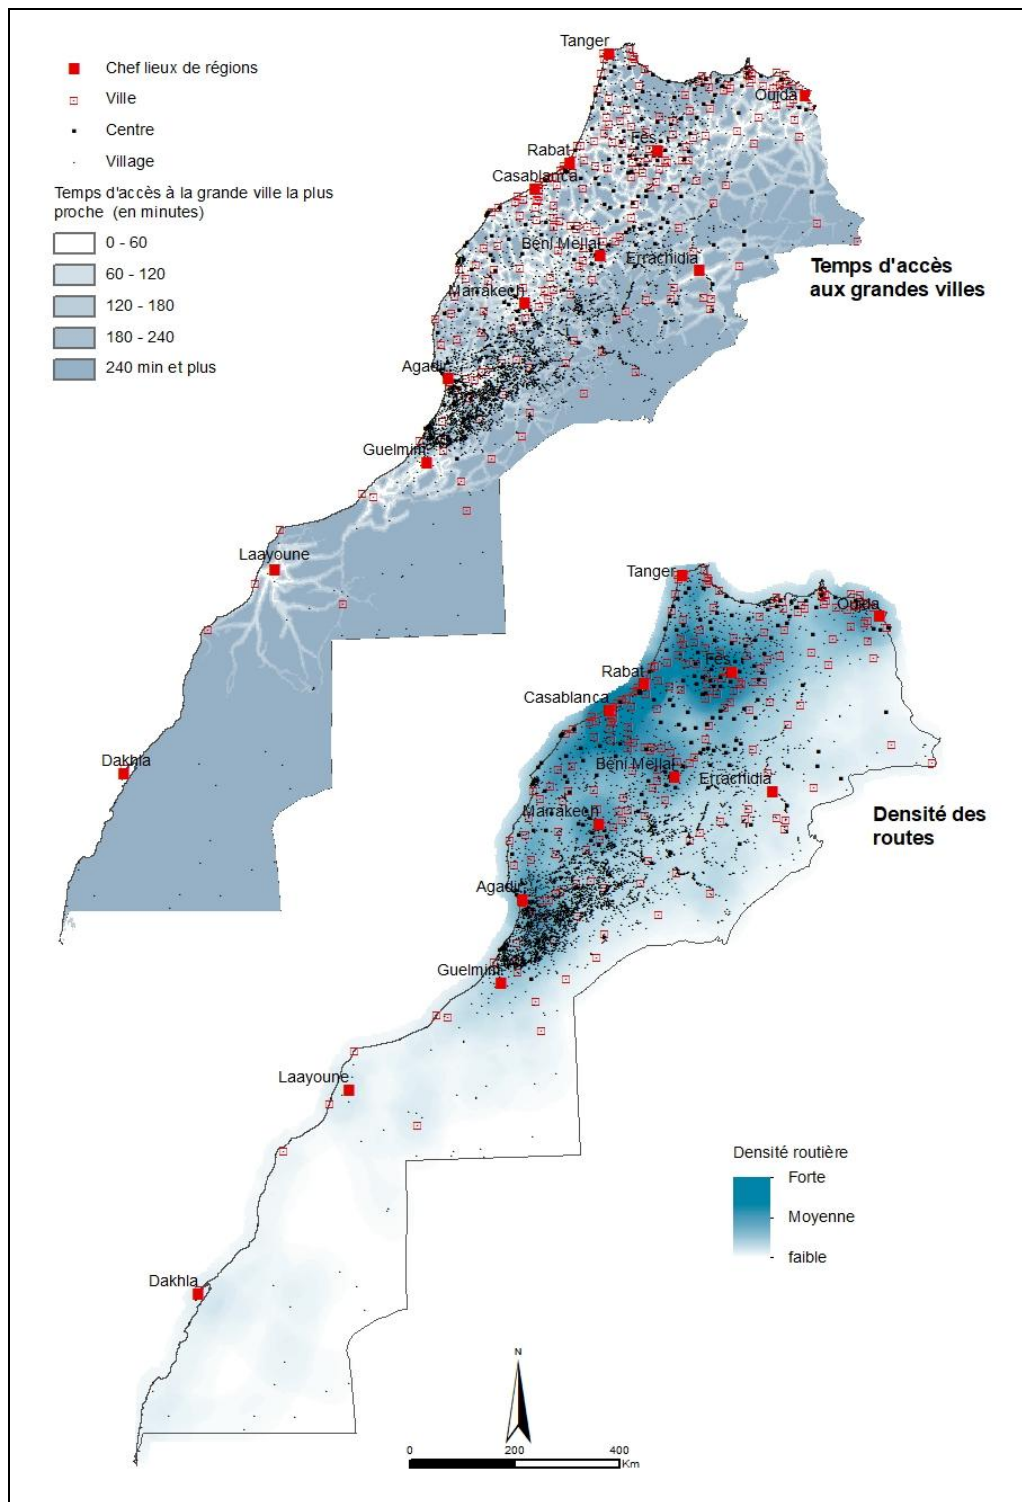 Chef lieux de régions
Ville
Centre
Village
Temps d'accès à la grande ville la plus
proche (en minutes)
0 - 60
60 - 120
120 - 180
180 - 240
240 min et plus
Tanger
Oujda
Fès
Rabat
Casablanca
Béni Mellal
Errachidia
Marrakech
Agadir
Guelmim
Laayoune
Dakhla
Temps d'accès
aux grandes villes
Tanger
Oujda
Fès
Rabat
Casablanca
Béni Mellal
Errachidia
Marrakech
Agadir
Guelmim
Laayoune
Dakhla
Densité des
routes
Densité routière
Forte
Moyenne
faible
N
0 200 400
Km